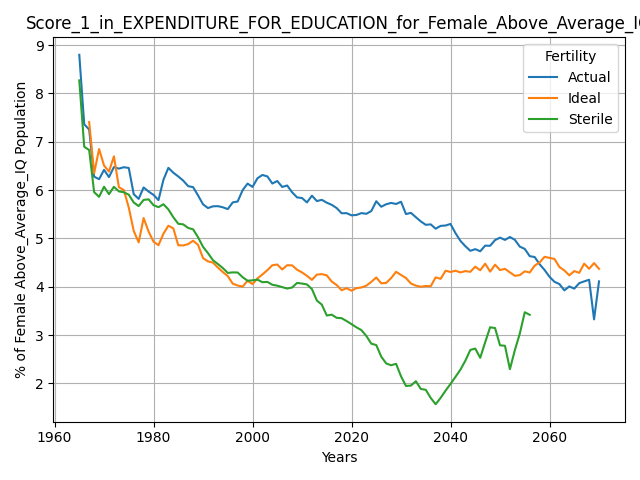 Score_1_in_EXPENDITURE_FOR_EDUCATION_for_Female_Above_Average_IQ
% of Female Above_Average_IQ Population
9
8
7
6
5
4
3
2
Fertility
Actual
Ideal
Sterile
1960
1980
2000
2020
2040
2060
Years